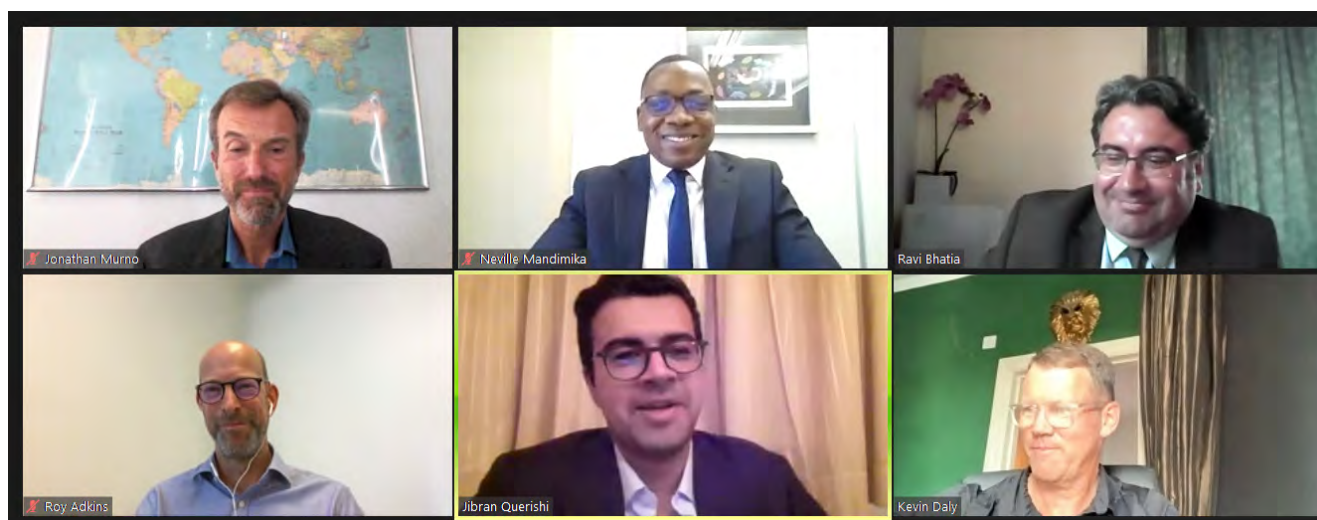 Jonathan Murno
Neville Mandimika
Ravi Bhatia
Roy Adkins
Jibran Querishi
Kevin Daly